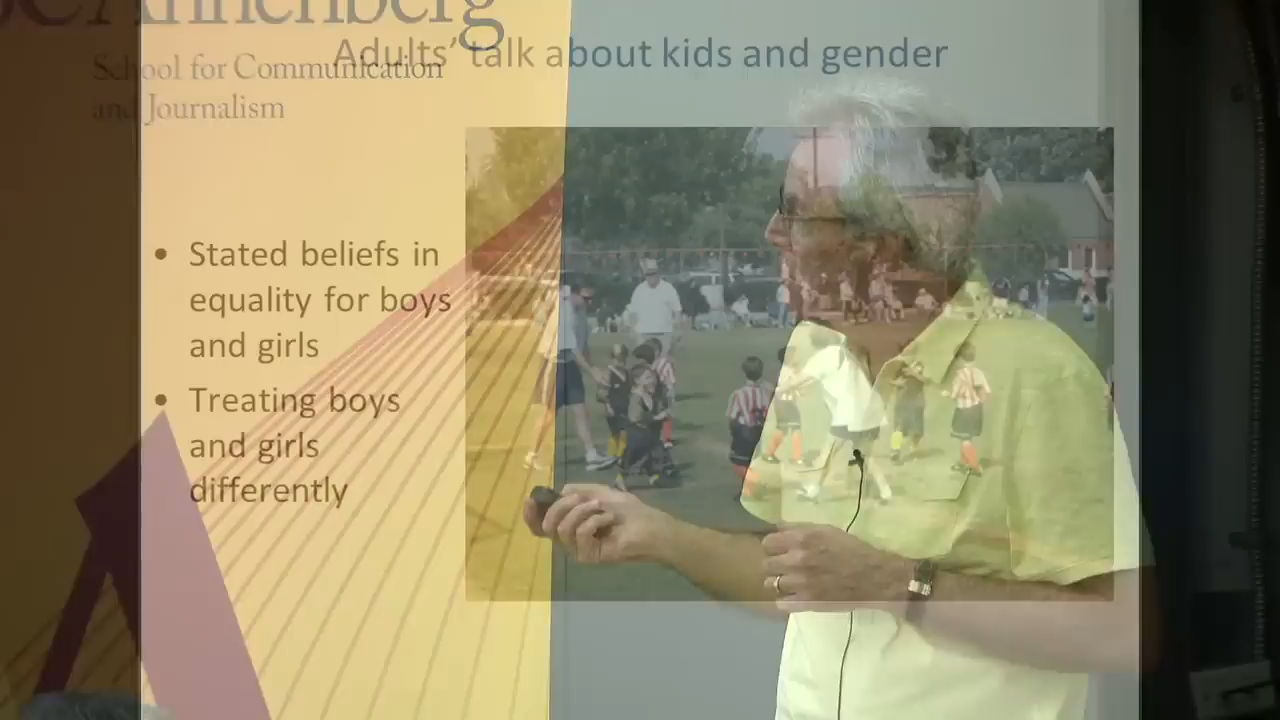 Annenberg
School for Communication
and Journalism
Adults’ talk about kids and gender
• Stated beliefs in
equality for boys
and girls
• Treating boys
and girls
differently